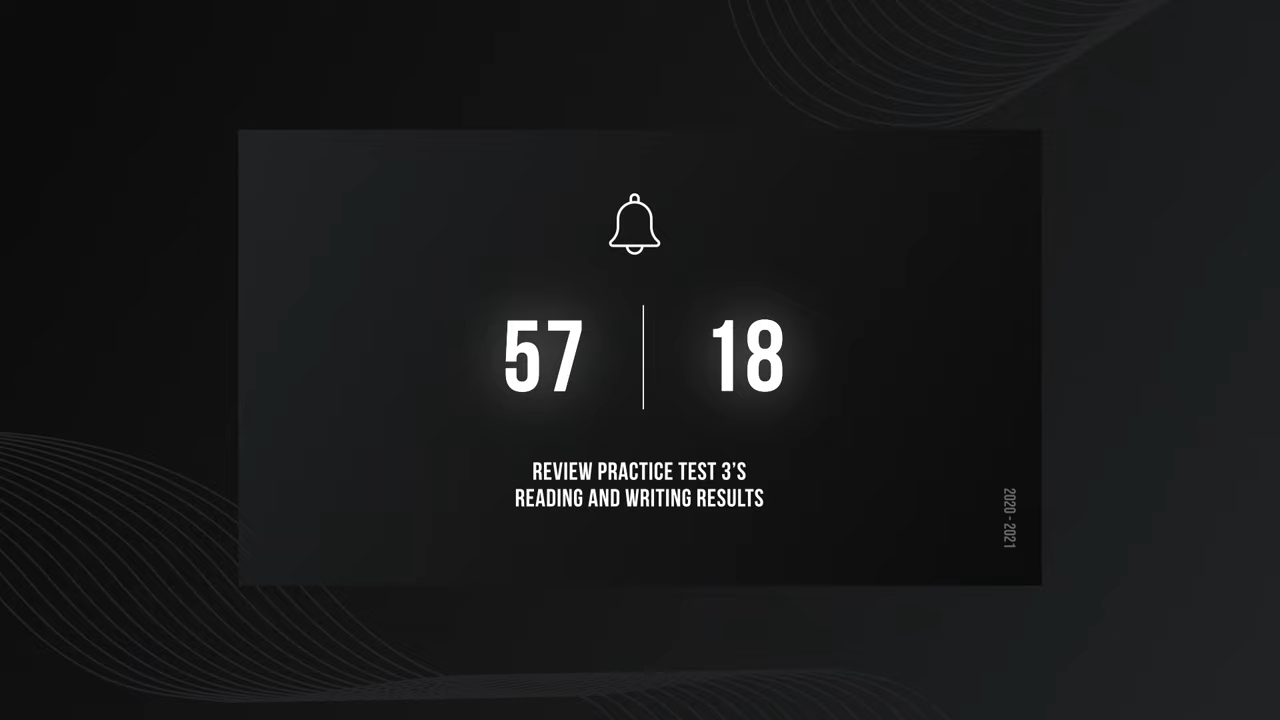 57 18
REVIEW PRACTICE TEST 3'S
READING AND WRITING RESULTS
2020 - 2021